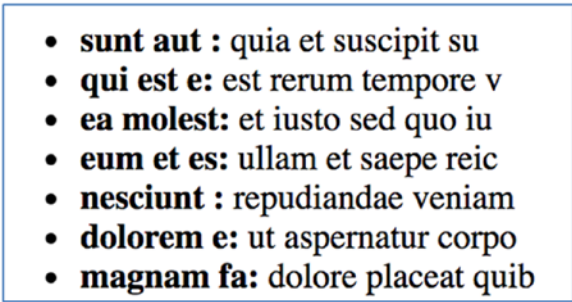 • sunt aut : quia et suscipit su
• qui est e: est rerum tempore v
• ea molest: et iusto sed quo iu
• eum et es: ullam et saepe reic
• nesciunt : repudiandae veniam
• dolorem e: ut aspernatur corpo
• magnam fa: dolore placeat quib